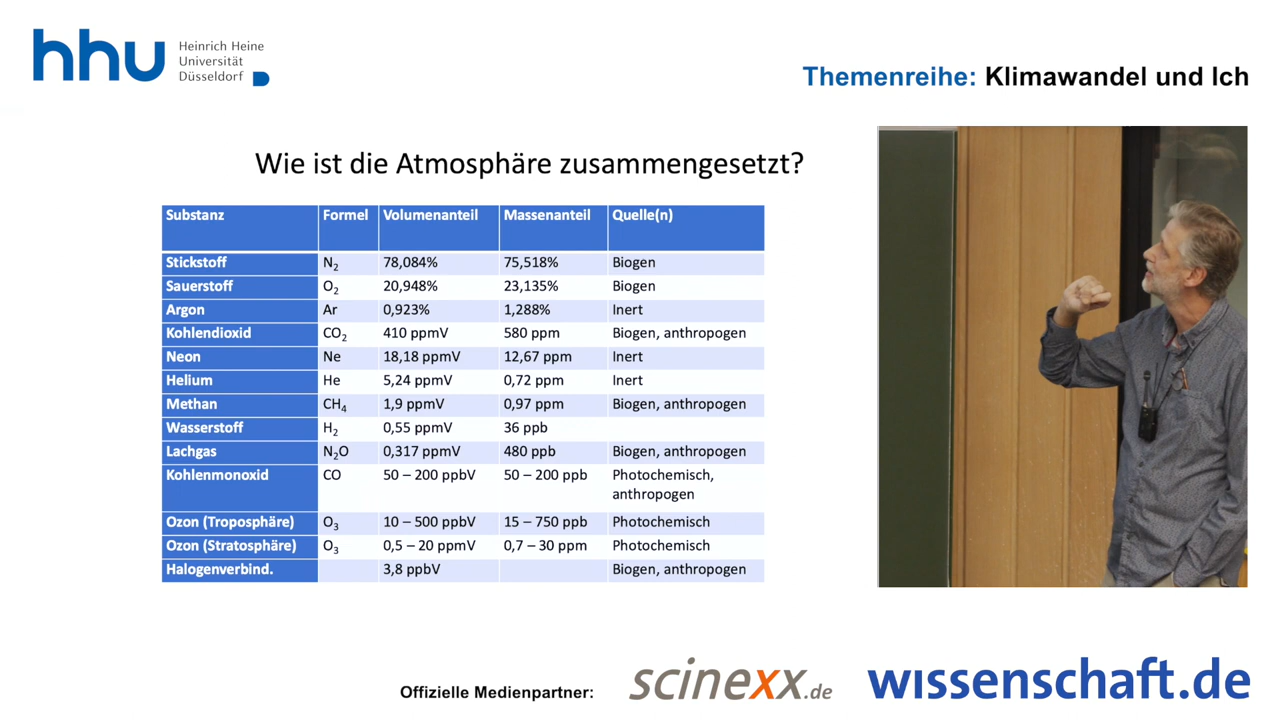 hhu
Heinrich Heine
Universität
Düsseldorf
Themenreihe: Klimawandel und Ich
Wie ist die Atmosphäre zusammengesetzt?
Substanz Formel Volumenanteil Massenanteil Quelle(n)
Stickstoff N₂ 78,084% 75,518% Biogen
Sauerstoff O₂ 20,948% 23,135% Biogen
Argon Ar 0,923% 1,288% Inert
Kohlendioxid CO₂ 410 ppmV 580 ppm Biogen, anthropogen
Neon Ne 18,18 ppmV 12,67 ppm Inert
Helium He 5,24 ppmV 0,72 ppm Inert
Methan CH₄ 1,9 ppmV 0,97 ppm Biogen, anthropogen
Wasserstoff H₂ 0,55 ppmV 36 ppb
Lachgas N₂O 0,317 ppmV 480 ppb Biogen, anthropogen
Kohlenmonoxid CO 50 – 200 ppbV 50 – 200 ppb Photochemisch,
anthropogen
Ozon (Troposphäre) O₃ 10 – 500 ppbV 15 – 750 ppb Photochemisch
Ozon (Stratosphäre) O₃ 0,5 – 20 ppmV 0,7 – 30 ppm Photochemisch
Halogenverbind. 3,8 ppbV Biogen, anthropogen
Offizielle Medienpartner: scinexx.de wissenschaft.de